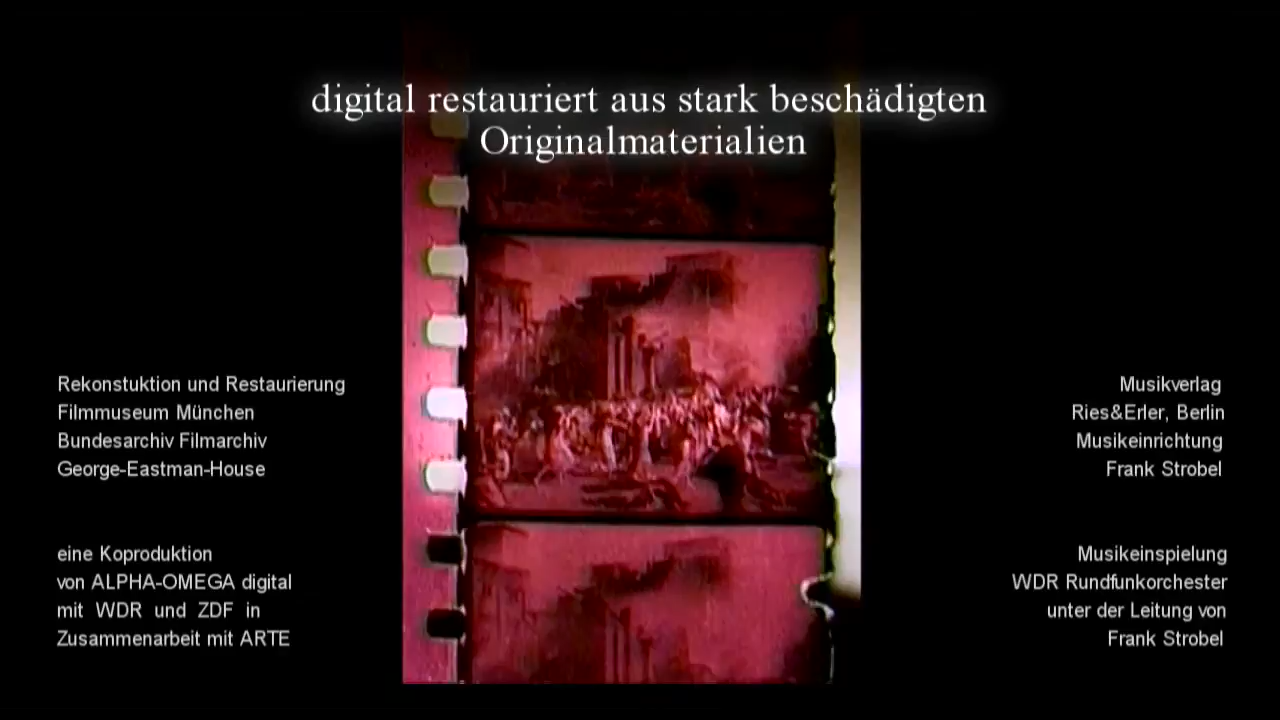 digital restauriert aus stark beschädigten
Originalmaterialien
Rekonstuktion und Restaurierung
Filmmuseum München
Bundesarchiv Filmarchiv
George-Eastman-House
eine Koproduktion
von ALPHA-OMEGA digital
mit WDR und ZDF in
Zusammenarbeit mit ARTE
Musikverlag
Ries&Erler, Berlin
Musikeinrichtung
Frank Strobel
Musikeinspielung
WDR Rundfunkorchester
unter der Leitung von
Frank Strobel